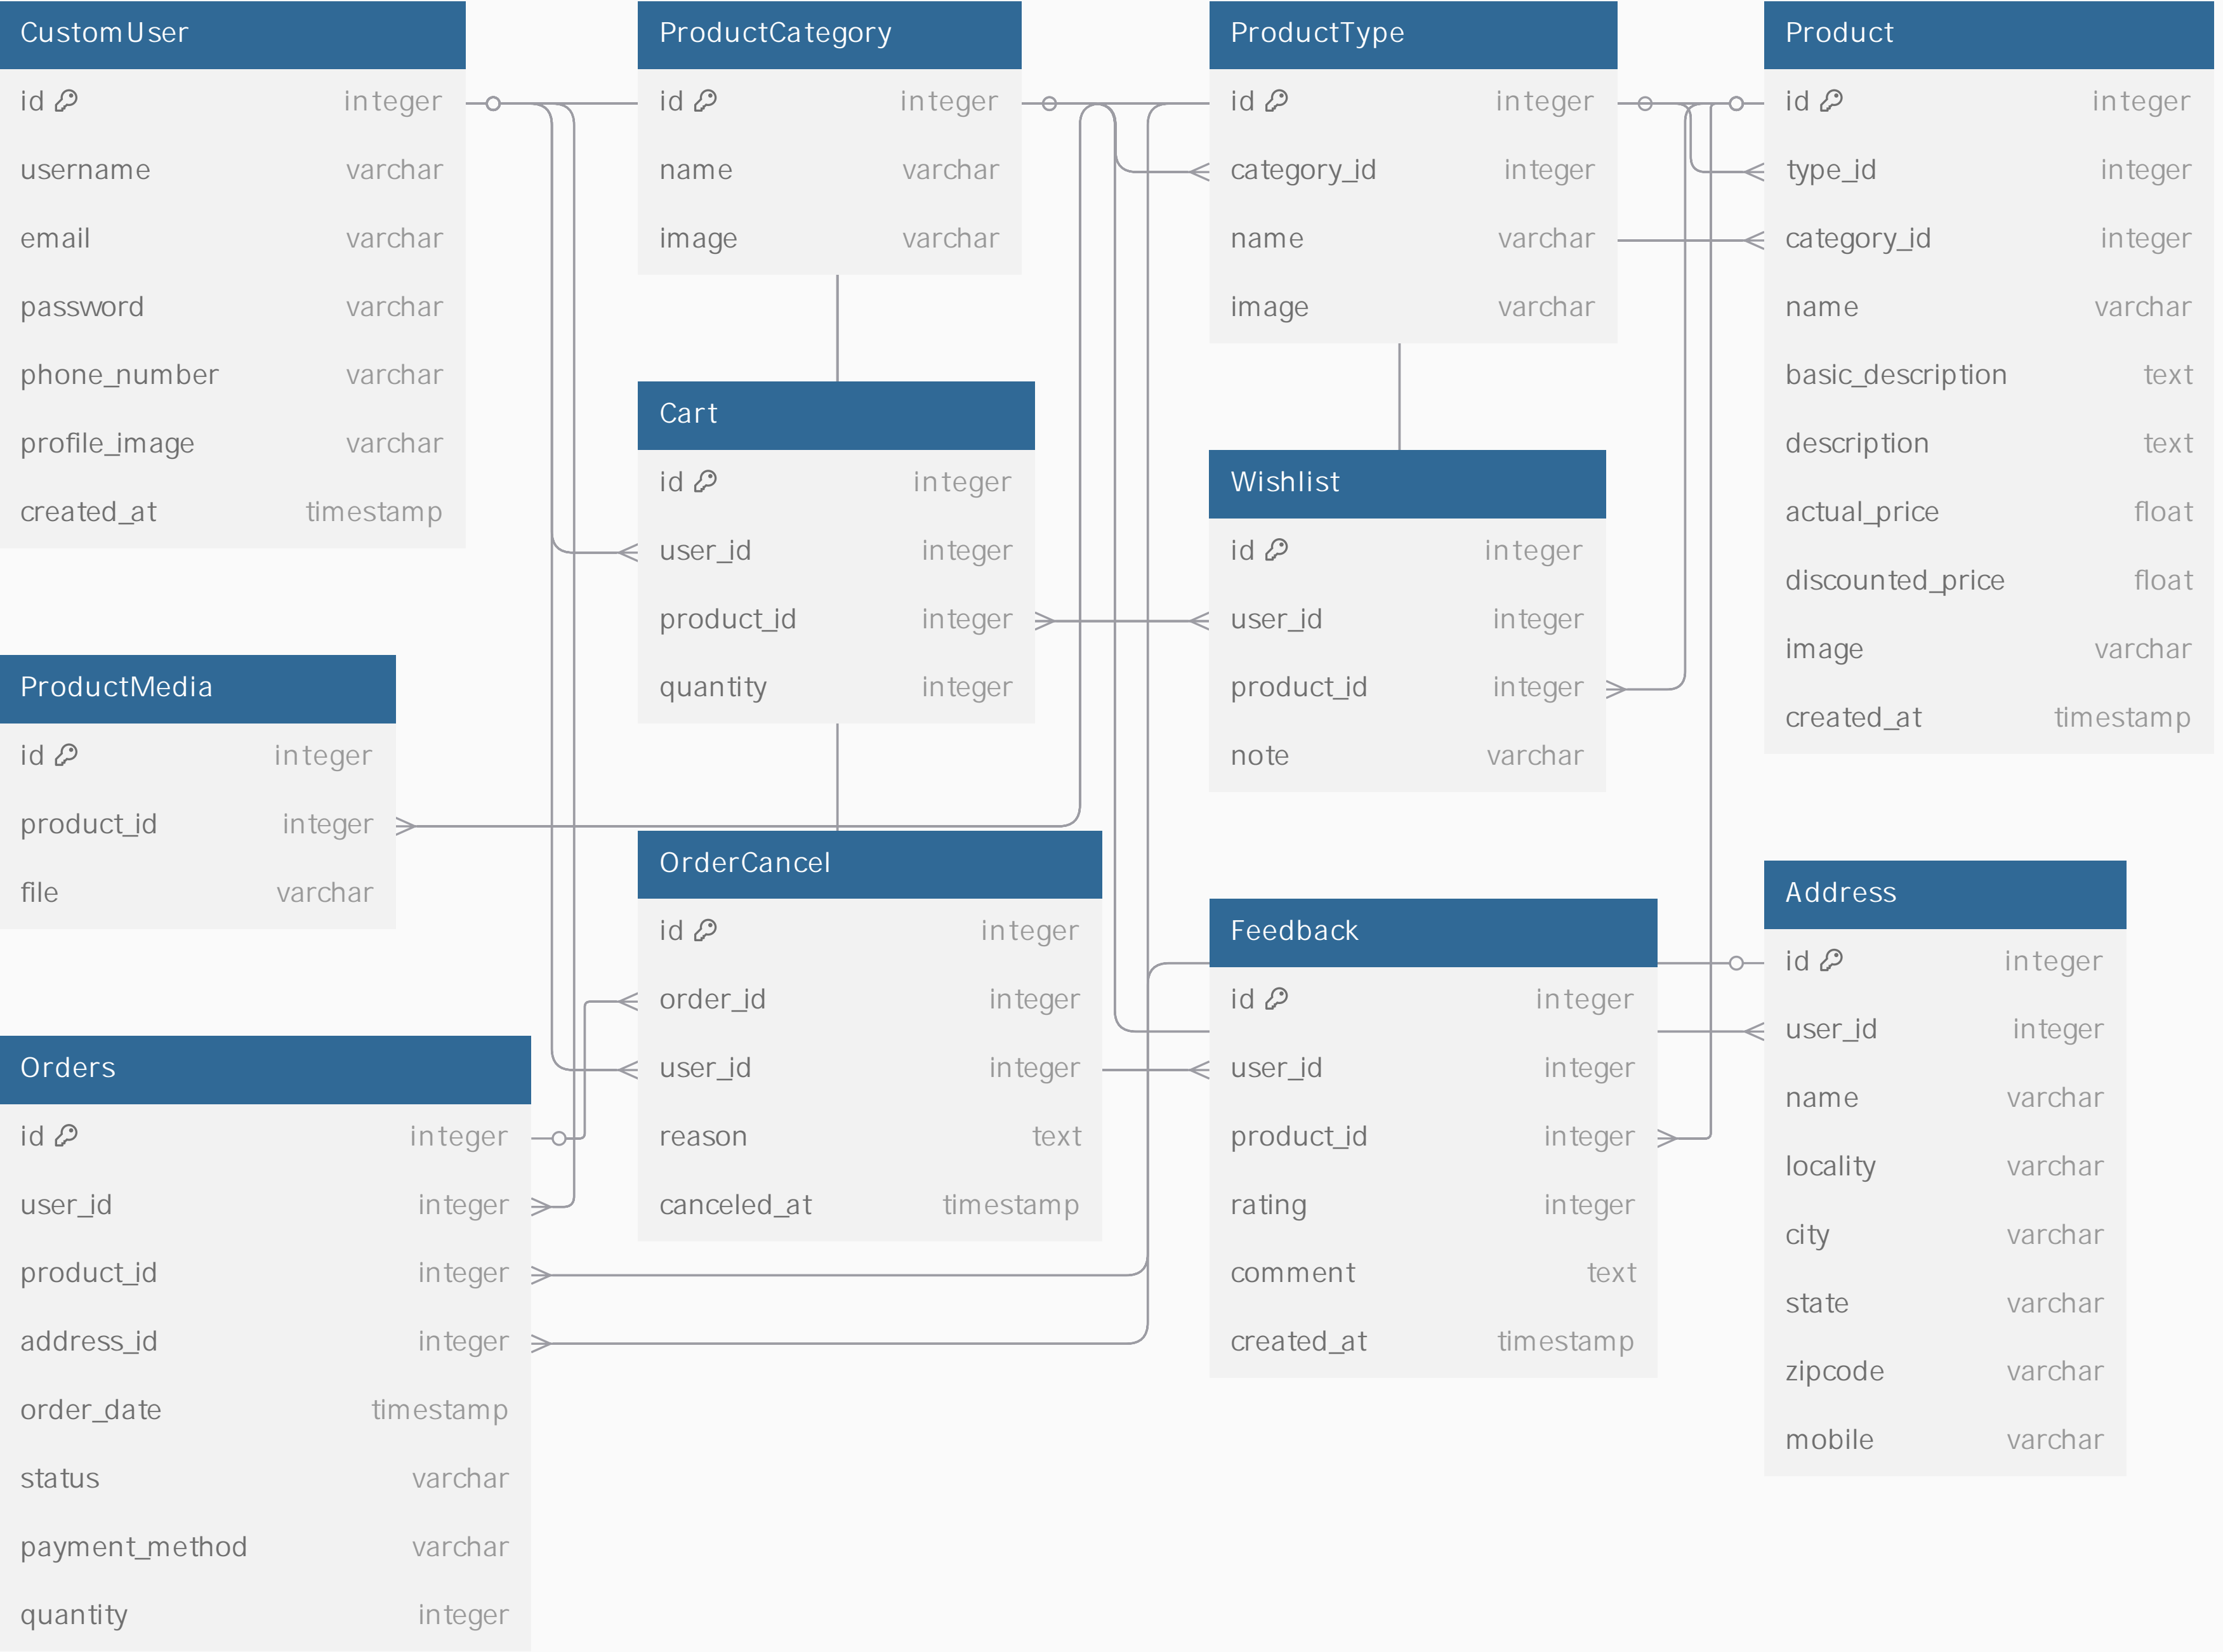 CustomUser
id integer
username varchar
email varchar
password varchar
phone_number varchar
profile_image varchar
created_at timestamp
ProductCategory
id integer
name varchar
image varchar
ProductType
id integer
category_id integer
name varchar
image varchar
Product
id integer
type_id integer
category_id integer
name varchar
basic_description text
description text
actual_price float
discounted_price float
image varchar
created_at timestamp
Cart
id integer
user_id integer
product_id integer
quantity integer
Wishlist
id integer
user_id integer
product_id integer
note varchar
ProductMedia
id integer
product_id integer
file varchar
OrderCancel
id integer
order_id integer
user_id integer
reason text
canceled_at timestamp
Feedback
id integer
user_id integer
product_id integer
rating integer
comment text
created_at timestamp
Address
id integer
user_id integer
name varchar
locality varchar
city varchar
state varchar
zipcode varchar
mobile varchar
Orders
id integer
user_id integer
product_id integer
address_id integer
order_date timestamp
status varchar
payment_method varchar
quantity integer